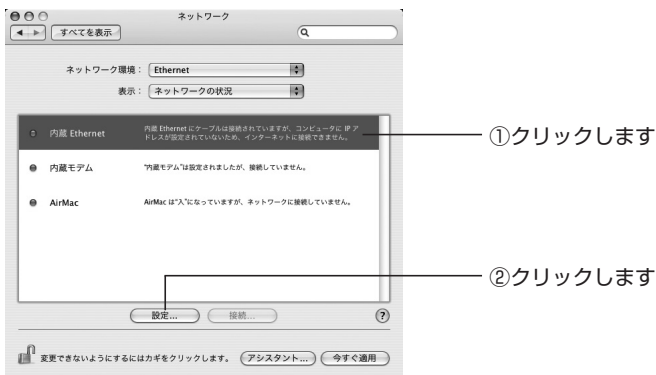 ネットワーク
すべてを表示
ネットワーク環境： Ethernet
表示： ネットワークの状況
内蔵 Ethernet
内蔵 Ethernet にケーブルは接続されていますが、コンピュータに IP ア
ドレスが設定されていないため、インターネットに接続できません。
①クリックします
内蔵モデム
“内蔵モデム”は設定されましたが、接続していません。
AirMac
AirMac は“入”になっていますが、ネットワークに接続していません。
②クリックします
設定...
接続...
?
変更できないようにするにはカギをクリックします。
アシスタント...
今すぐ適用